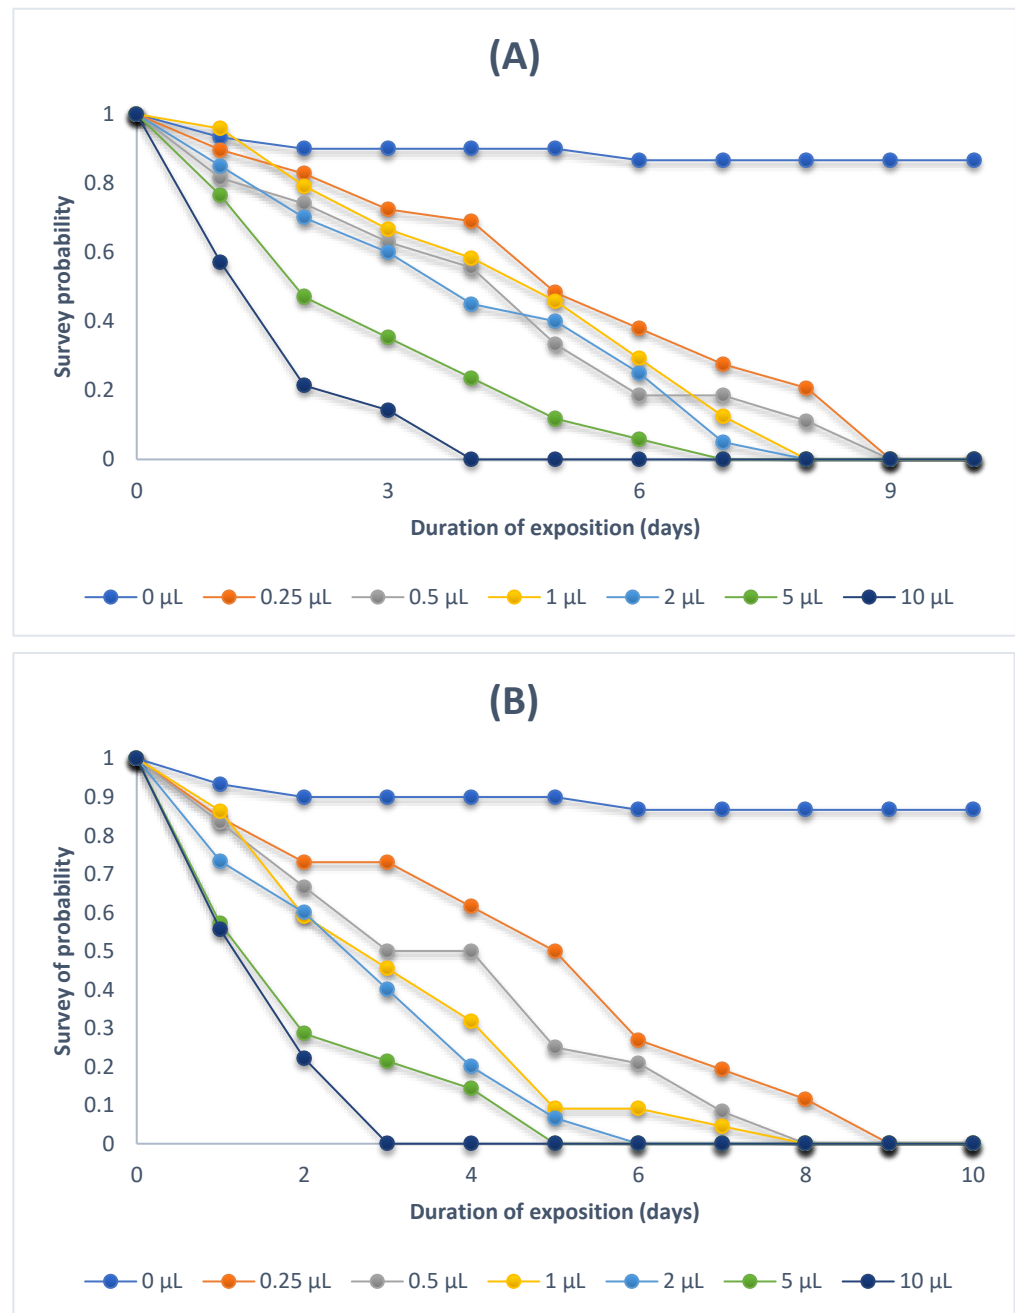 (A)
1
0.8
0.6
0.4
0.2
0
Survey probability
0 3 6 9
Duration of exposition (days)
0 µL 0.25 µL 0.5 µL 1 µL 2 µL 5 µL 10 µL
(B)
1
0.9
0.8
0.7
0.6
0.5
0.4
0.3
0.2
0.1
0
Survey of probability
0 2 4 6 8 10
Duration of exposition (days)
0 µL 0.25 µL 0.5 µL 1 µL 2 µL 5 µL 10 µL